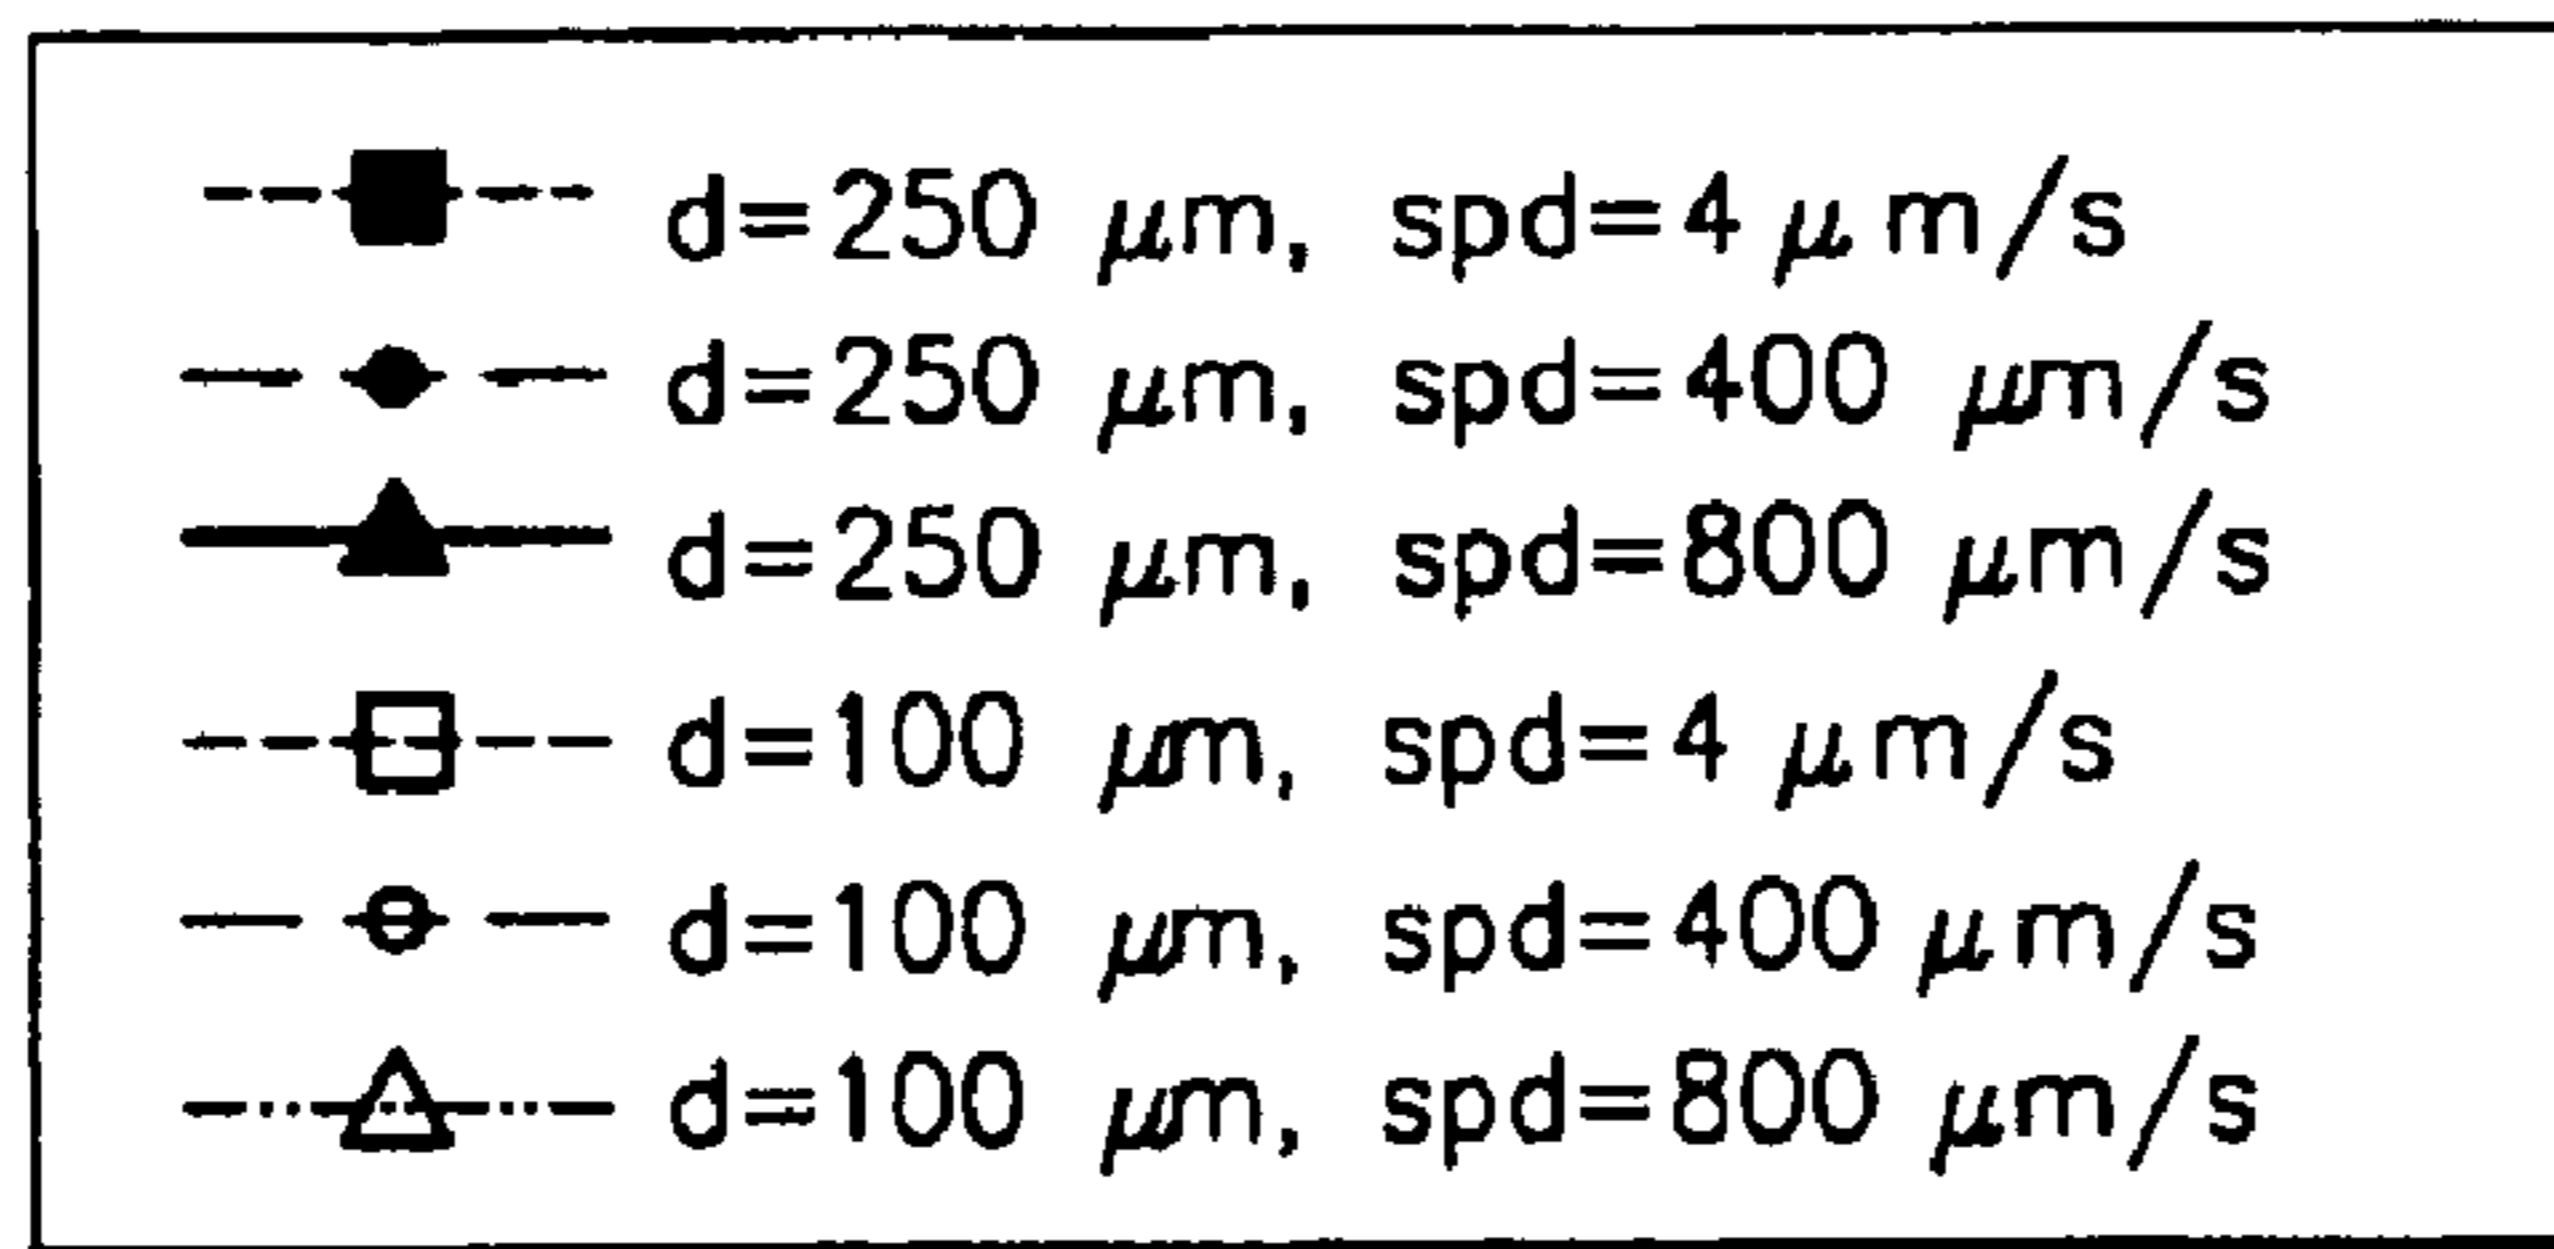 d=250 μm, spd=4 μm/s
d=250 μm, spd=400 μm/s
d=250 μm, spd=800 μm/s
d=100 μm, spd=4 μm/s
d=100 μm, spd=400 μm/s
d=100 μm, spd=800 μm/s